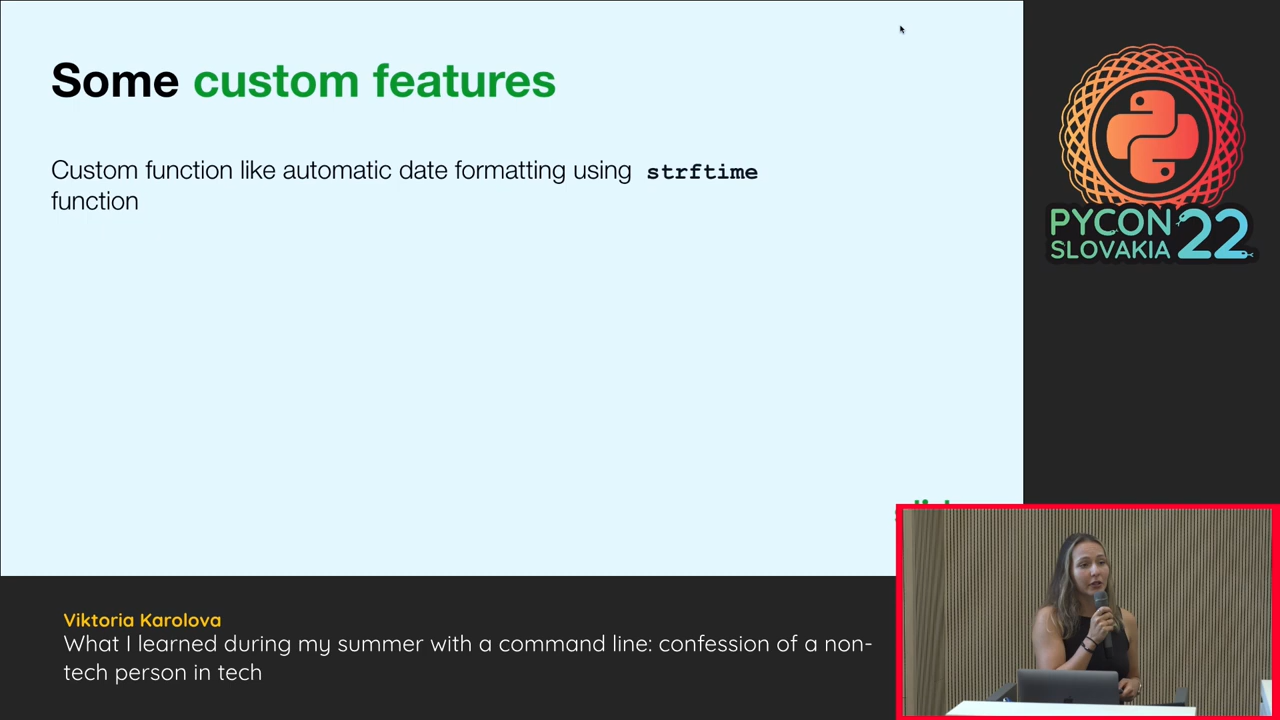 Some custom features
Custom function like automatic date formatting using strftime
function
PYCON
SLOVAKIA 22
Viktoria Karolova
What I learned during my summer with a command line: confession of a non-
tech person in tech